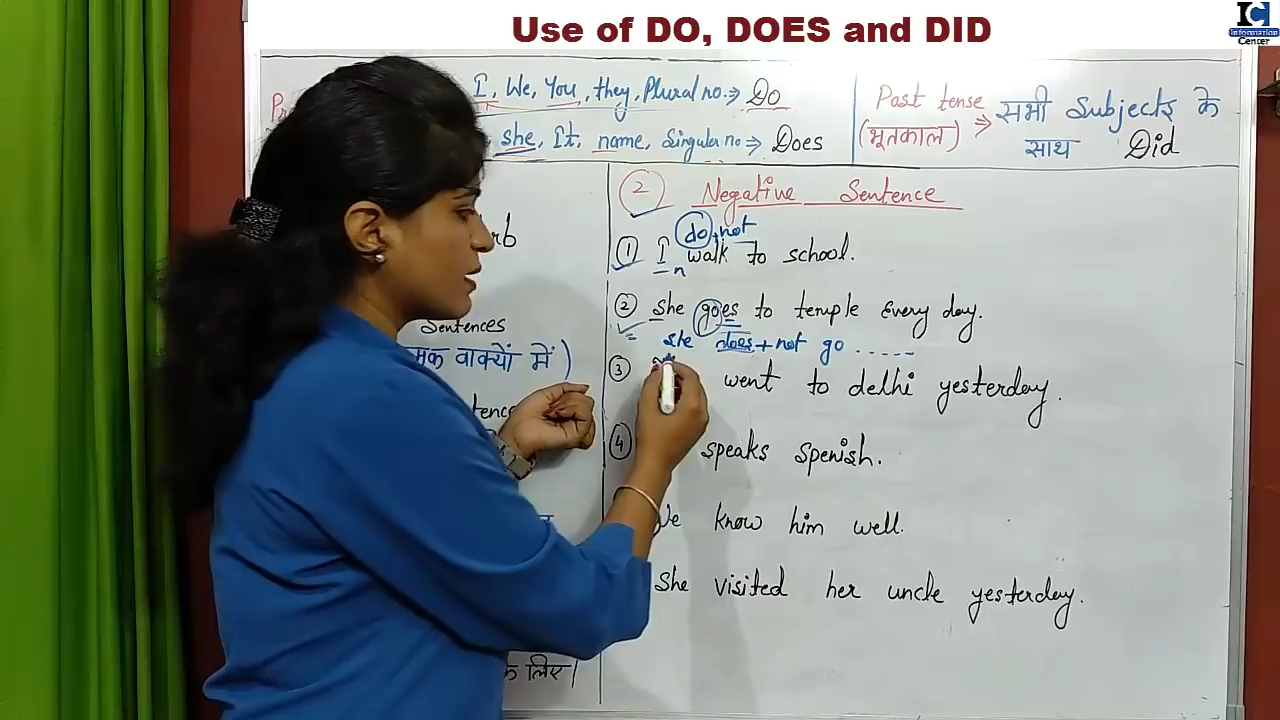 Use of DO, DOES and DID
IC
Information
Center
I, We, You, they, Plural no. ⇒ Do
she, It, name, Singular no ⇒ Does
Past tense ⇒ सभी Subjects के
(भूतकाल) साथ Did
② Negative Sentence
do + not
① I walk to school.
n
② She goes to temple Every day.
she does + not go .....
③ went to delhi yesterday.
④ speaks spenish.
know him well.
She visited her uncle yesterday.
Sentences
वाक्यों में)
लिए।